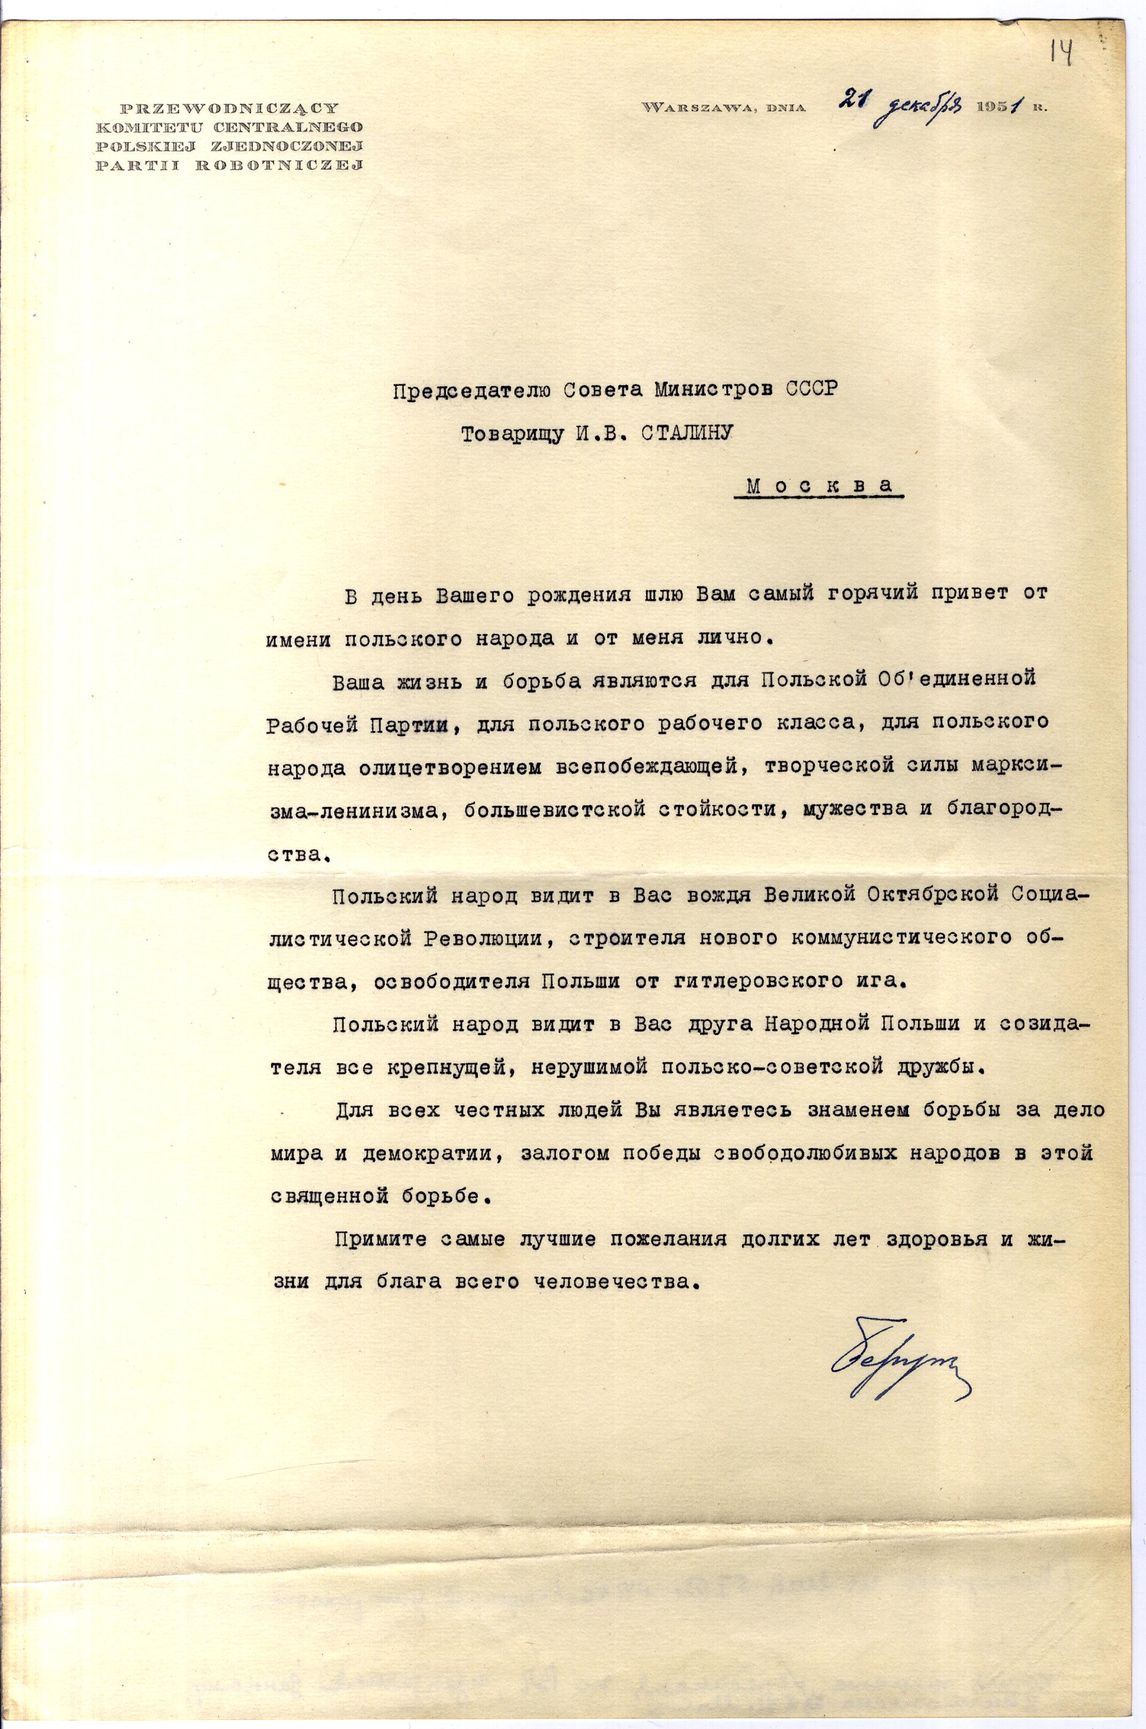 14
PRZEWODNICZĄCY
KOMITETU CENTRALNEGO
POLSKIEJ ZJEDNOCZONEJ
PARTII ROBOTNICZEJ
WARSZAWA, DNIA 21 декабря 1951 R.
Председателю Совета Министров СССР
Товарищу И.В. СТАЛИНУ
Москва
В день Вашего рождения шлю Вам самый горячий привет от
имени польского народа и от меня лично.
Ваша жизнь и борьба являются для Польской Об'единенной
Рабочей Партии, для польского рабочего класса, для польского
народа олицетворением всепобеждающей, творческой силы маркси-
зма-ленинизма, большевистской стойкости, мужества и благород-
ства.
Польский народ видит в Вас вождя Великой Октябрской Социа-
листической Революции, строителя нового коммунистического об-
щества, освободителя Польши от гитлеровского ига.
Польский народ видит в Вас друга Народной Польши и созида-
теля все крепнущей, нерушимой польско-советской дружбы.
Для всех честных людей Вы являетесь знаменем борьбы за дело
мира и демократии, залогом победы свободолюбивых народов в этой
священной борьбе.
Примите самые лучшие пожелания долгих лет здоровья и жи-
зни для блага всего человечества.
Берут